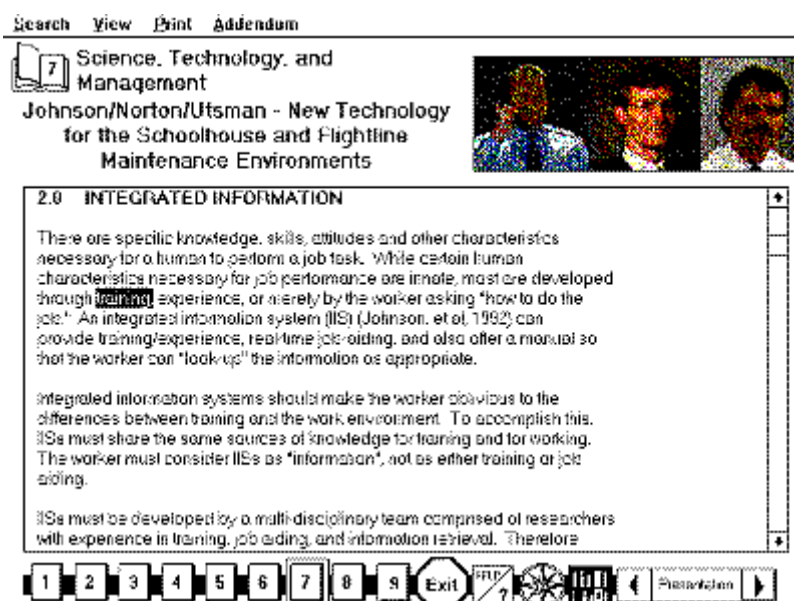 Search View Print Addendum
7
Science, Technology, and
Management
Johnson/Norton/Utsman - New Technology
for the Schoolhouse and Flightline
Maintenance Environments
2.0 INTEGRATED INFORMATION
There are specific knowledge, skills, attitudes and other characteristics
necessary for a human to perform a job task. While certain human
characteristics necessary for job performance are innate, most are developed
through training, experience, or merely by the worker asking "how to do the
job." An integrated information system (IIS) (Johnson, et al, 1992) can
provide training/experience, real-time job-aiding, and also offer a manual so
that the worker can "look-up" the information as appropriate.
Integrated information systems should make the worker oblivious to the
differences between training and the work environment. To accomplish this,
IISs must share the same sources of knowledge for training and for working.
The worker must consider IISs as "information", not as either training or job
aiding.
IISs must be developed by a multi-disciplinary team comprised of researchers
with experience in training, job aiding, and information retrieval. Therefore
1 2 3 4 5 6 7 8 9 Exit HELP ? Presentation